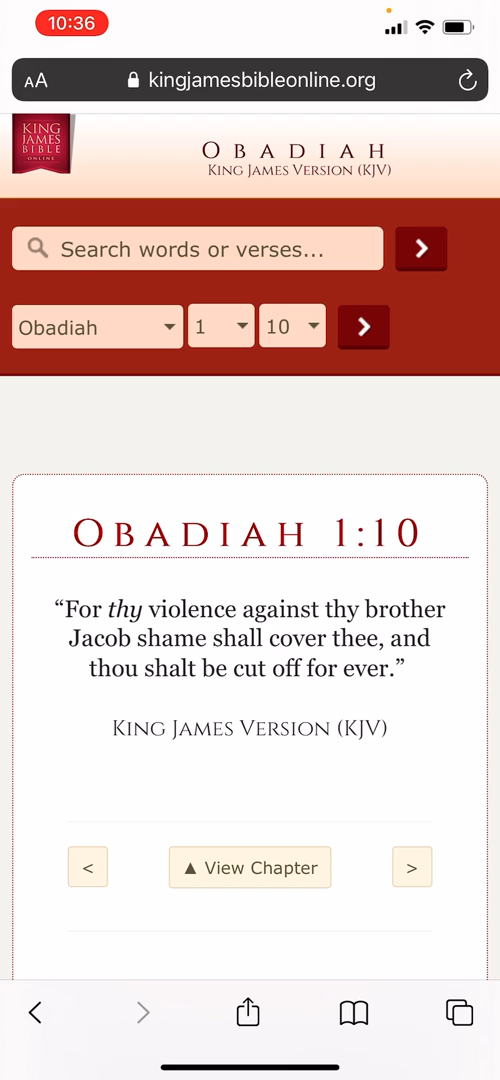 10:36
AA kingjamesbibleonline.org
KING
JAMES
BIBLE
ONLINE
OBADIAH
KING JAMES VERSION (KJV)
Search words or verses...
Obadiah 1 10
OBADIAH 1:10
“For thy violence against thy brother
Jacob shame shall cover thee, and
thou shalt be cut off for ever.”
KING JAMES VERSION (KJV)
< ▲ View Chapter >